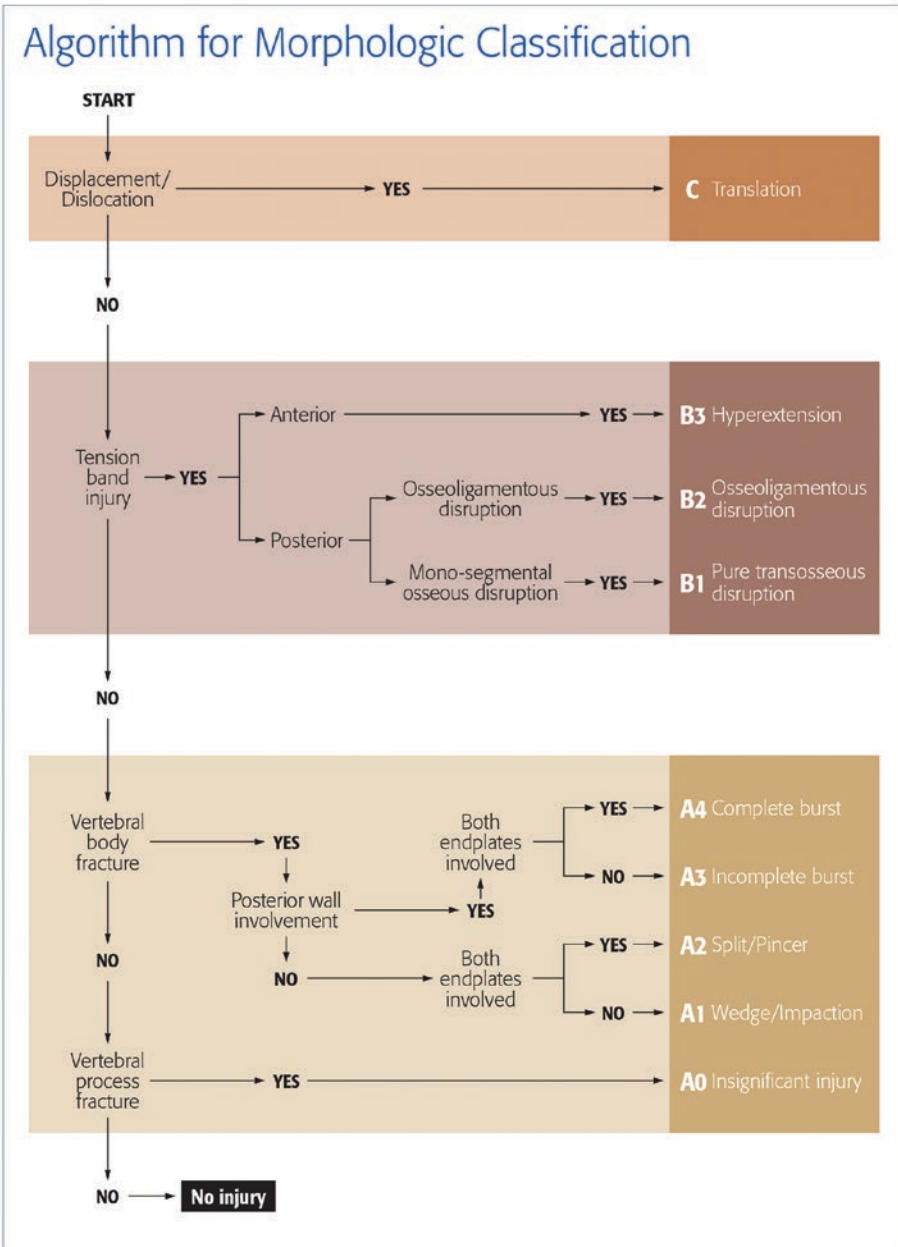 Algorithm for Morphologic Classification
START
Displacement/
Dislocation
YES
C Translation
NO
Tension
band
injury
YES
Anterior
YES
B3 Hyperextension
Posterior
Osseoligamentous
disruption
YES
B2 Osseoligamentous
disruption
Mono-segmental
osseous disruption
YES
B1 Pure transosseous
disruption
NO
Vertebral
body
fracture
YES
Posterior wall
involvement
YES
Both
endplates
involved
YES
A4 Complete burst
NO
A3 Incomplete burst
NO
Both
endplates
involved
YES
A2 Split/Pincer
NO
A1 Wedge/Impaction
NO
Vertebral
process
fracture
YES
A0 Insignificant injury
NO
No injury